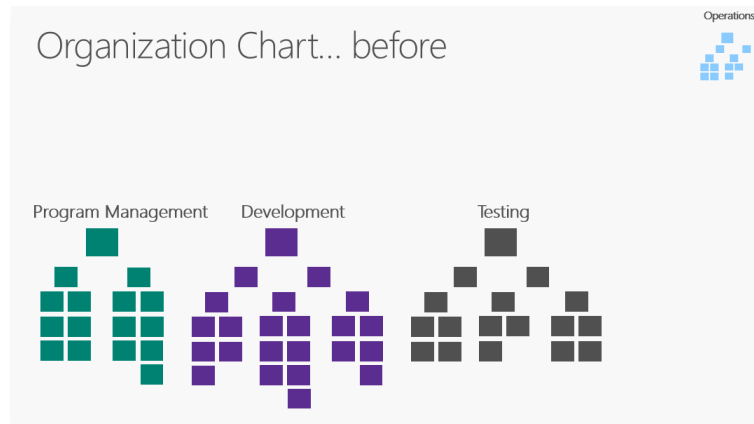 Operations
Organization Chart... before
Program Management
Development
Testing